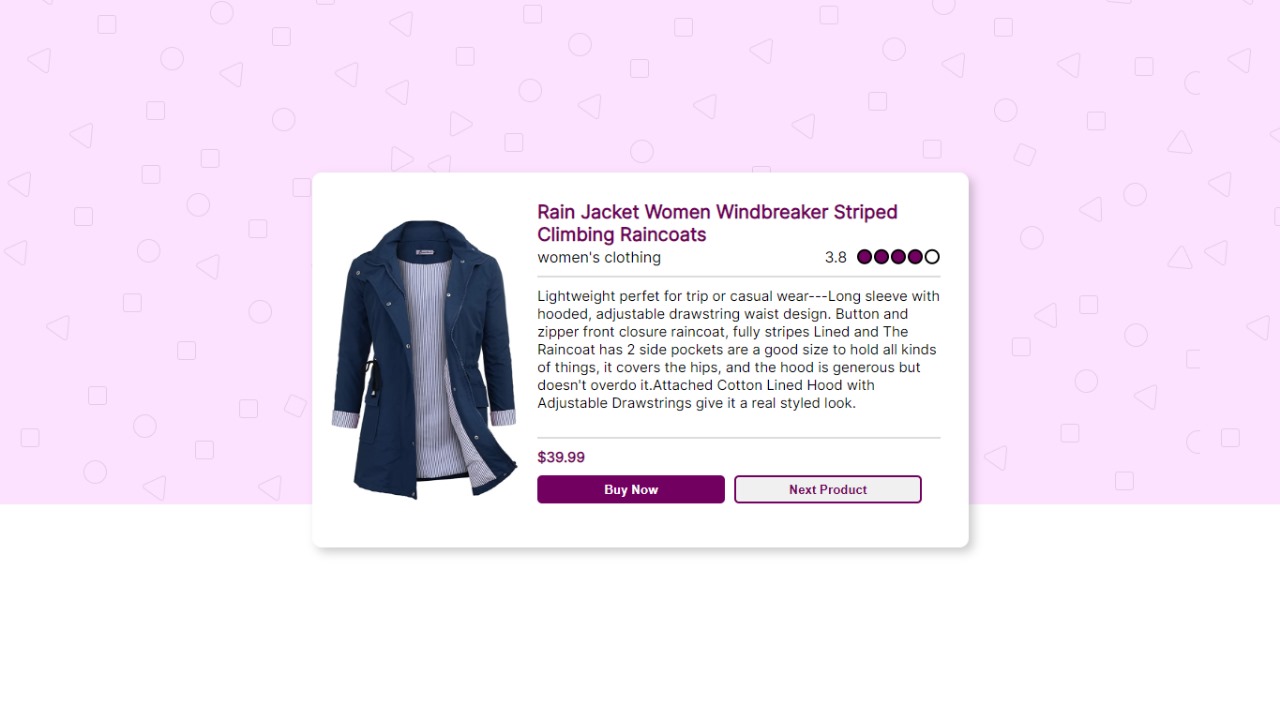 Rain Jacket Women Windbreaker Striped
Climbing Raincoats
women's clothing 3.8
Lightweight perfet for trip or casual wear---Long sleeve with
hooded, adjustable drawstring waist design. Button and
zipper front closure raincoat, fully stripes Lined and The
Raincoat has 2 side pockets are a good size to hold all kinds
of things, it covers the hips, and the hood is generous but
doesn't overdo it.Attached Cotton Lined Hood with
Adjustable Drawstrings give it a real styled look.
$39.99
Buy Now Next Product